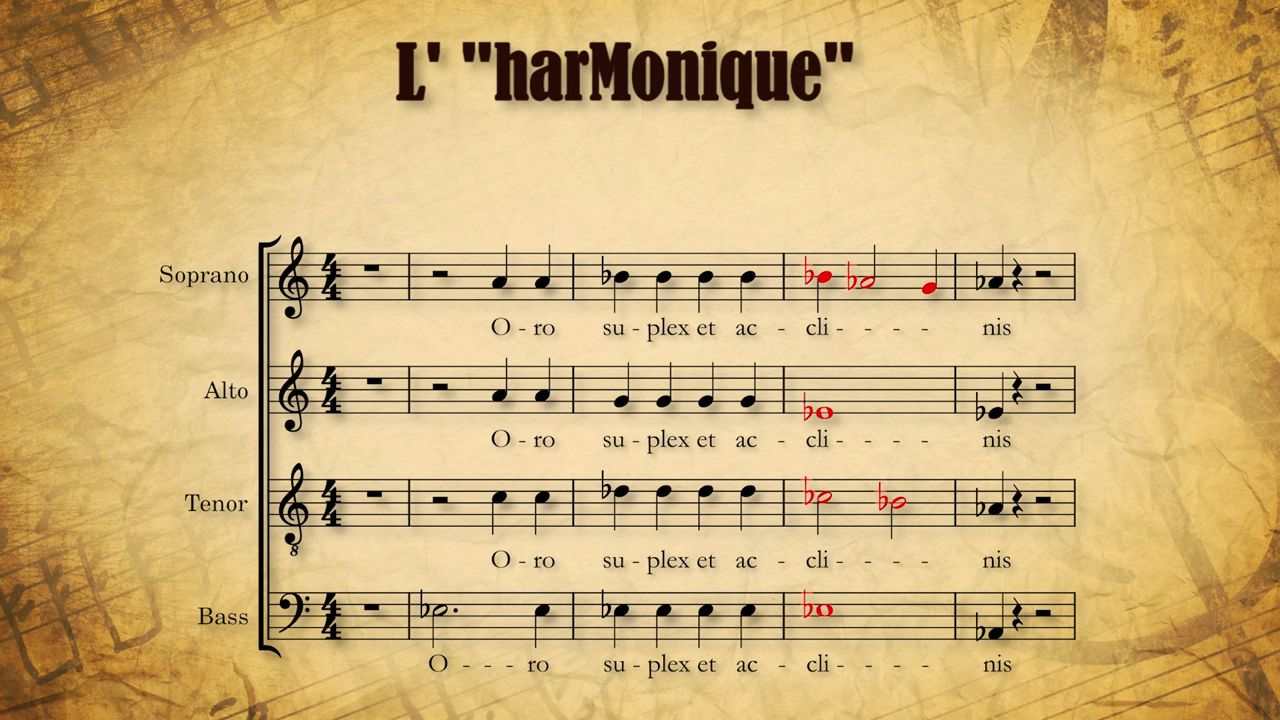 L' "harMonique"
Soprano
O - ro su - plex et ac - cli - - - - nis
Alto
O - ro su - plex et ac - cli - - - - nis
Tenor
8
O - ro su - plex et ac - cli - - - - nis
Bass
O - - - ro su - plex et ac - cli - - - - nis